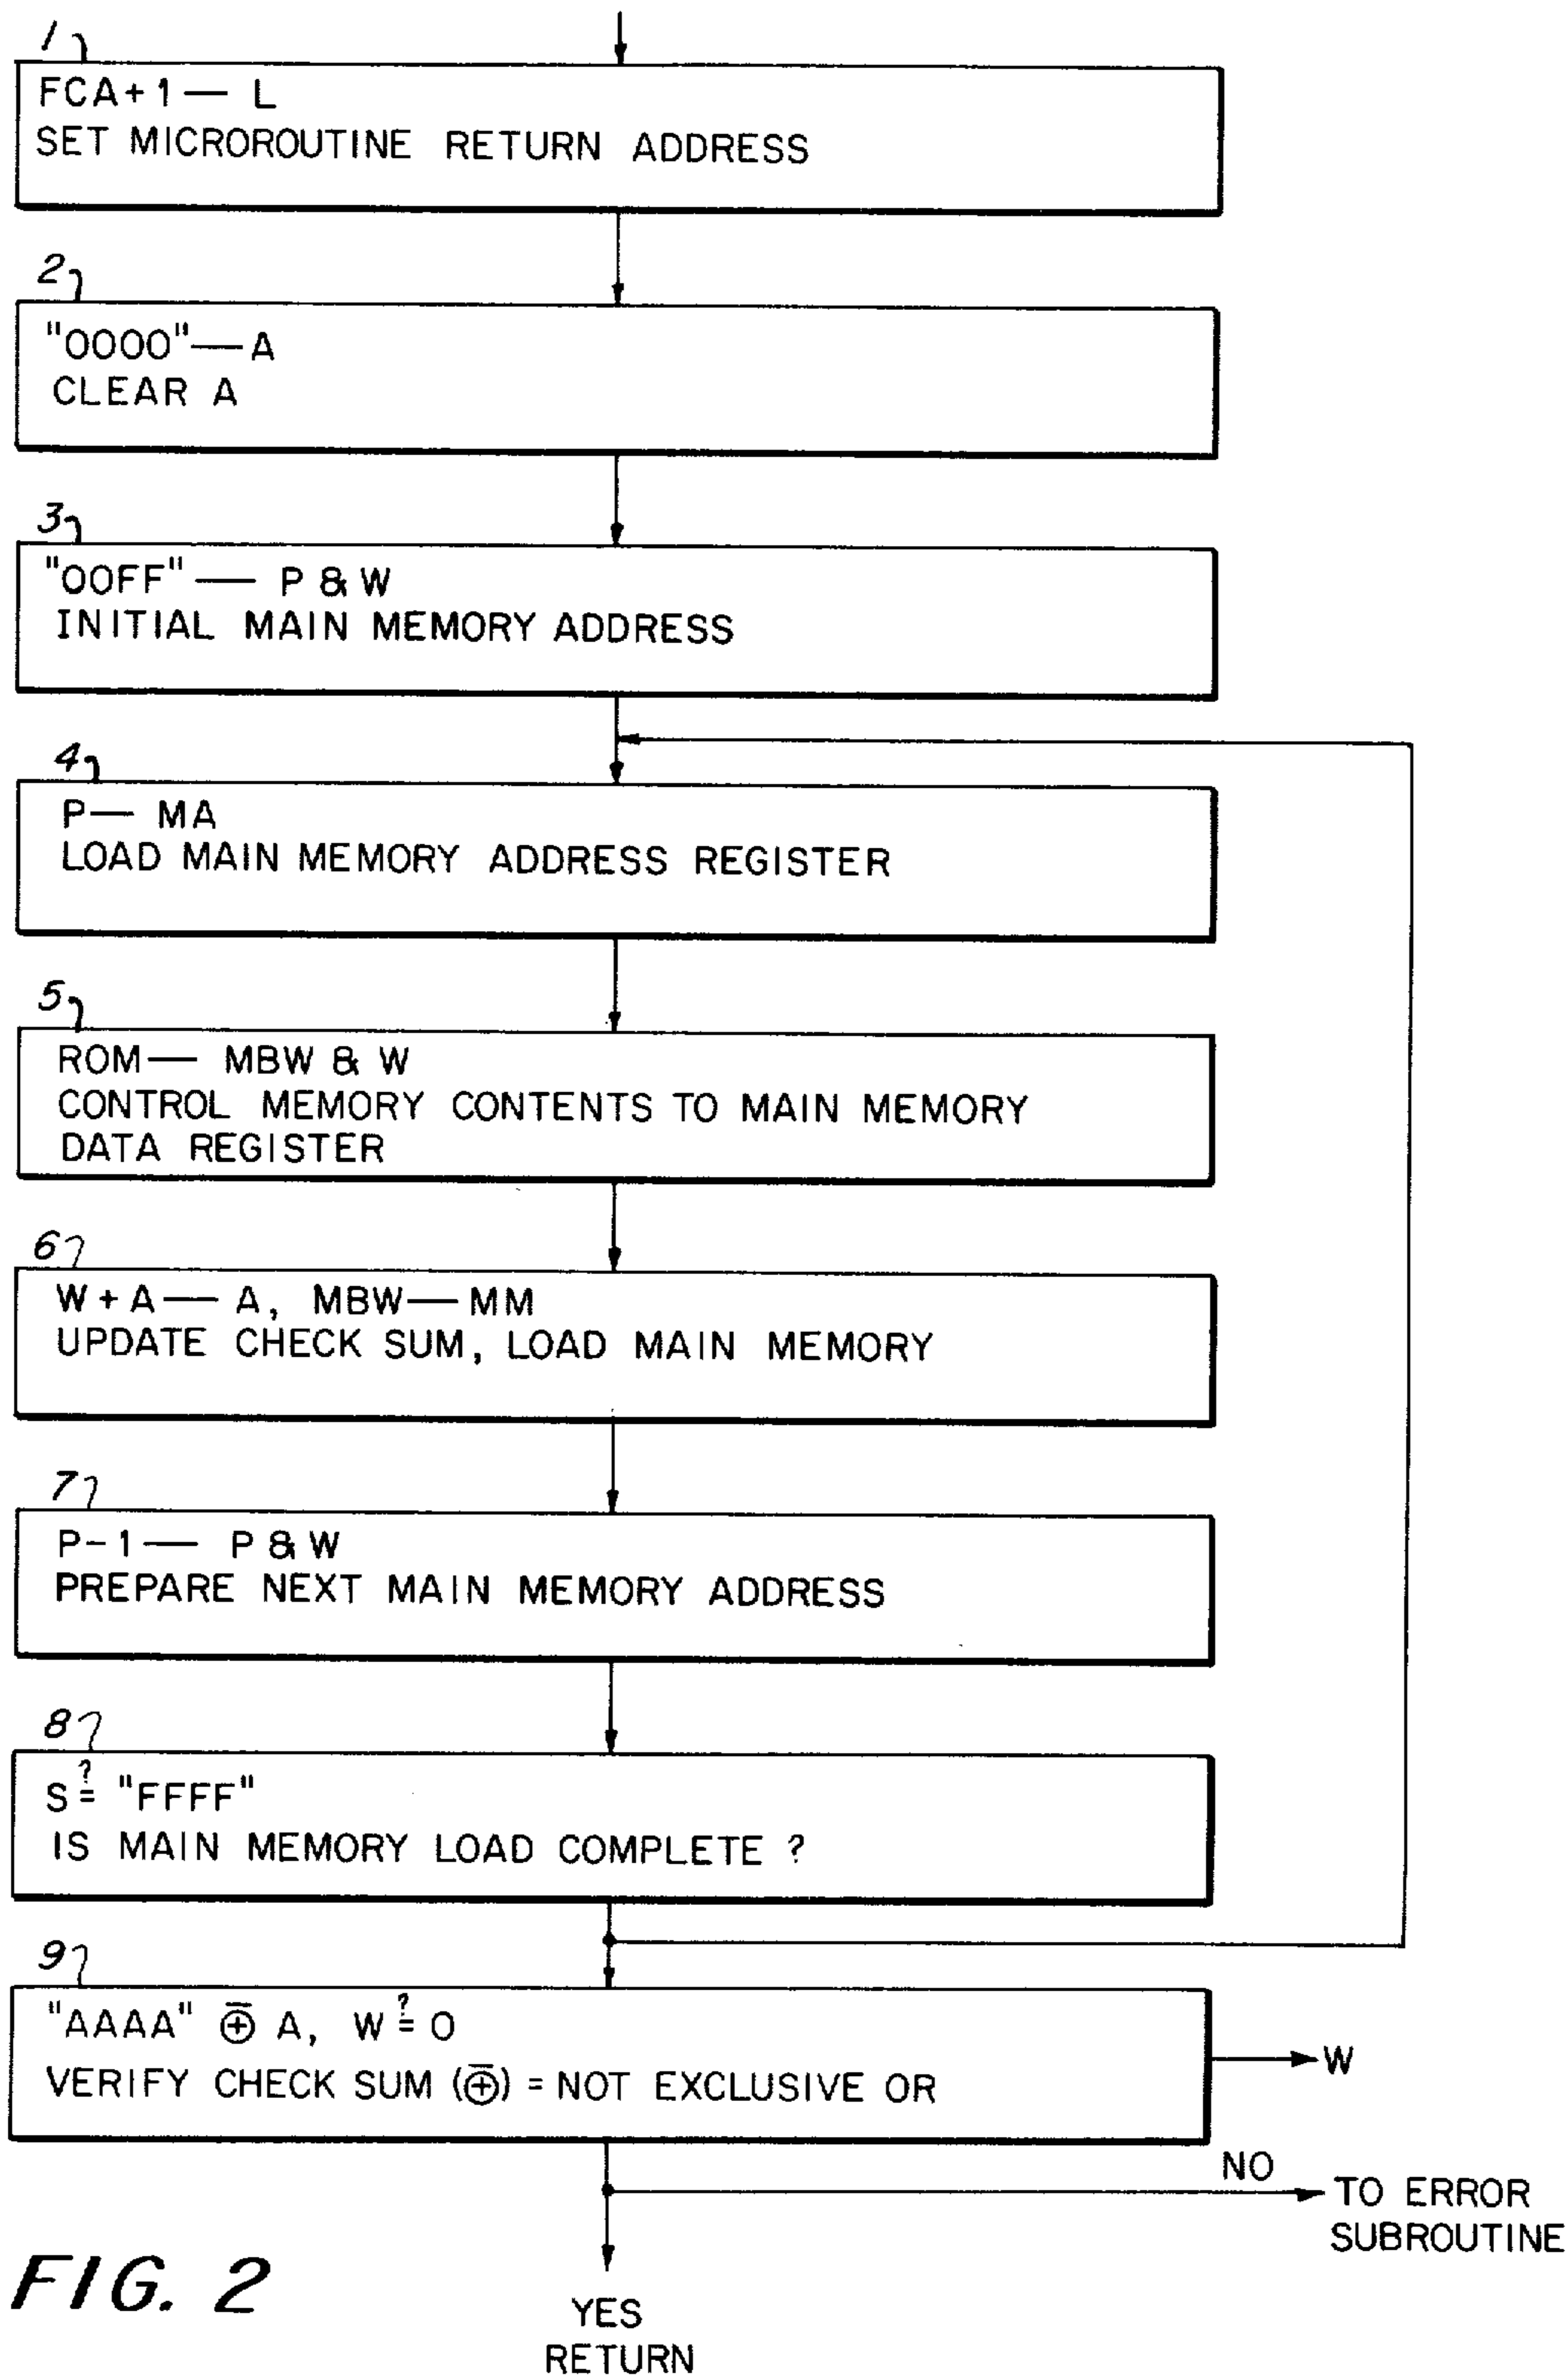 1
FCA+1— L
SET MICROROUTINE RETURN ADDRESS
2
"0000"—A
CLEAR A
3
"00FF"— P & W
INITIAL MAIN MEMORY ADDRESS
4
P— MA
LOAD MAIN MEMORY ADDRESS REGISTER
5
ROM— MBW & W
CONTROL MEMORY CONTENTS TO MAIN MEMORY
DATA REGISTER
6
W+A— A, MBW—MM
UPDATE CHECK SUM, LOAD MAIN MEMORY
7
P-1— P & W
PREPARE NEXT MAIN MEMORY ADDRESS
8
S ≟ "FFFF"
IS MAIN MEMORY LOAD COMPLETE ?
9
"AAAA" ⊕̅ A, W ≟ 0
VERIFY CHECK SUM (⊕̅) = NOT EXCLUSIVE OR
W
NO
TO ERROR
SUBROUTINE
YES
RETURN
FIG. 2